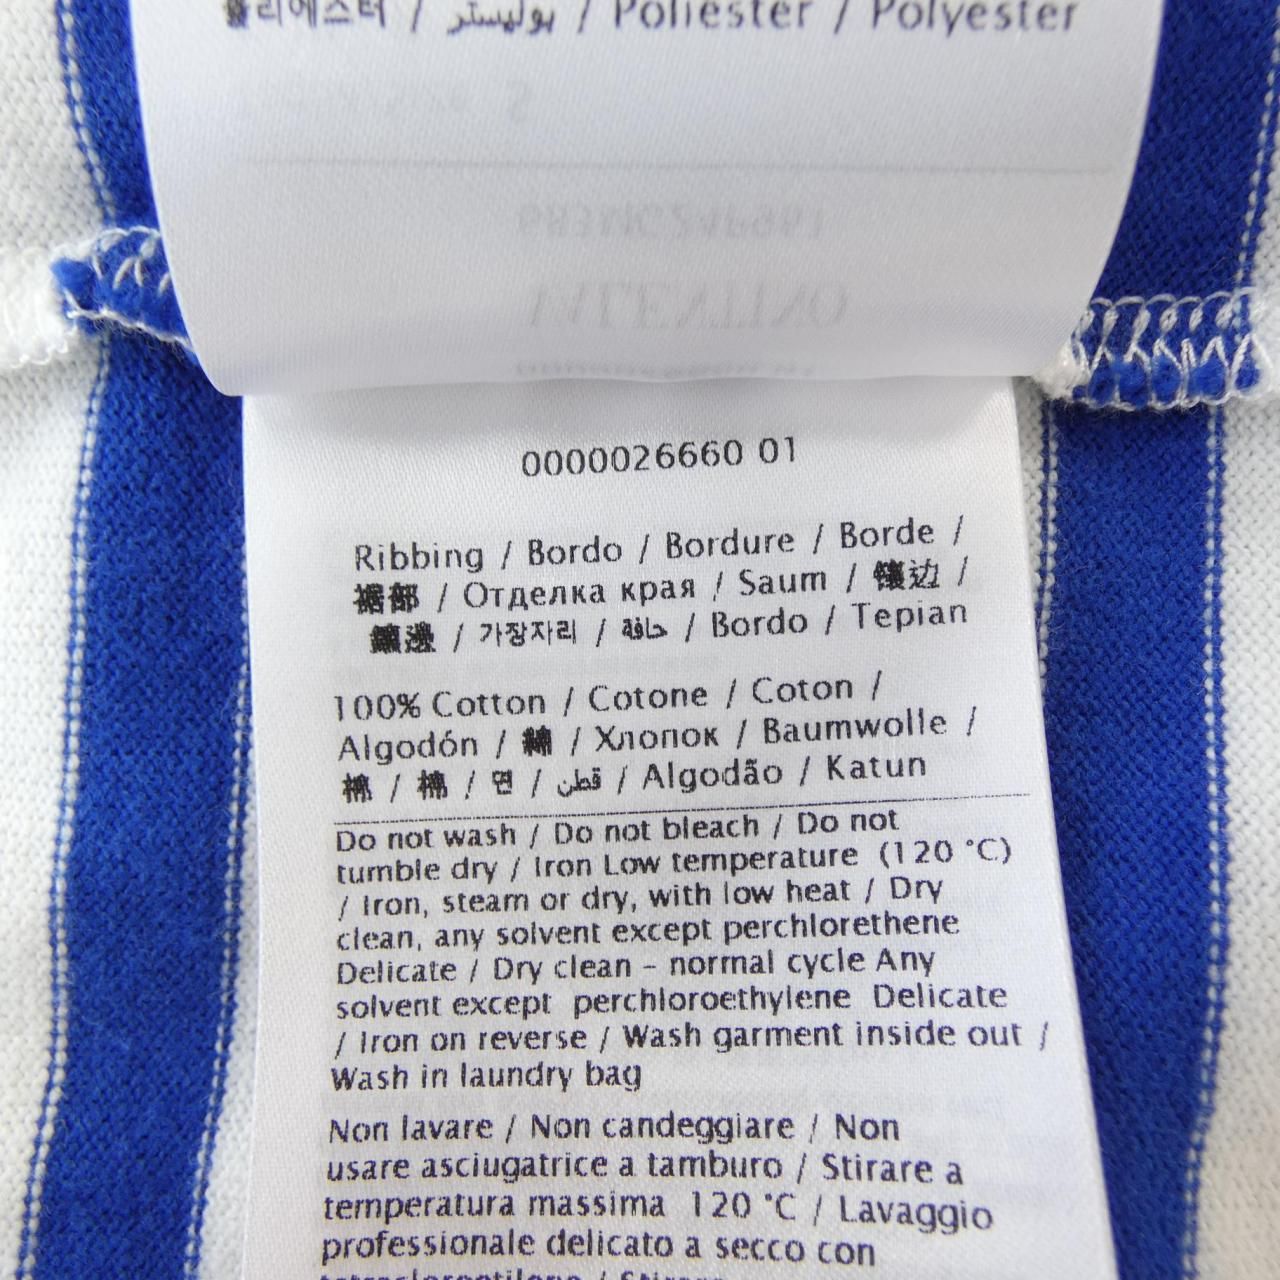 폴리에스터 / بوليستر / Poliéster / Polyester
0000026660 01
Ribbing / Bordo / Bordure / Borde /
裾部 / Отделка края / Saum / 镶边 /
鑲邊 / 가장자리 / حافة / Bordo / Tepian
100% Cotton / Cotone / Coton /
Algodón / 綿 / Хлопок / Baumwolle /
棉 / 棉 / 면 / قطن / Algodão / Katun
Do not wash / Do not bleach / Do not
tumble dry / Iron Low temperature (120 °C)
/ Iron, steam or dry, with low heat / Dry
clean, any solvent except perchlorethene
Delicate / Dry clean – normal cycle Any
solvent except perchloroethylene Delicate
/ Iron on reverse / Wash garment inside out /
Wash in laundry bag
Non lavare / Non candeggiare / Non
usare asciugatrice a tamburo / Stirare a
temperatura massima 120 °C / Lavaggio
professionale delicato a secco con
tetracloroetilene / Stirare